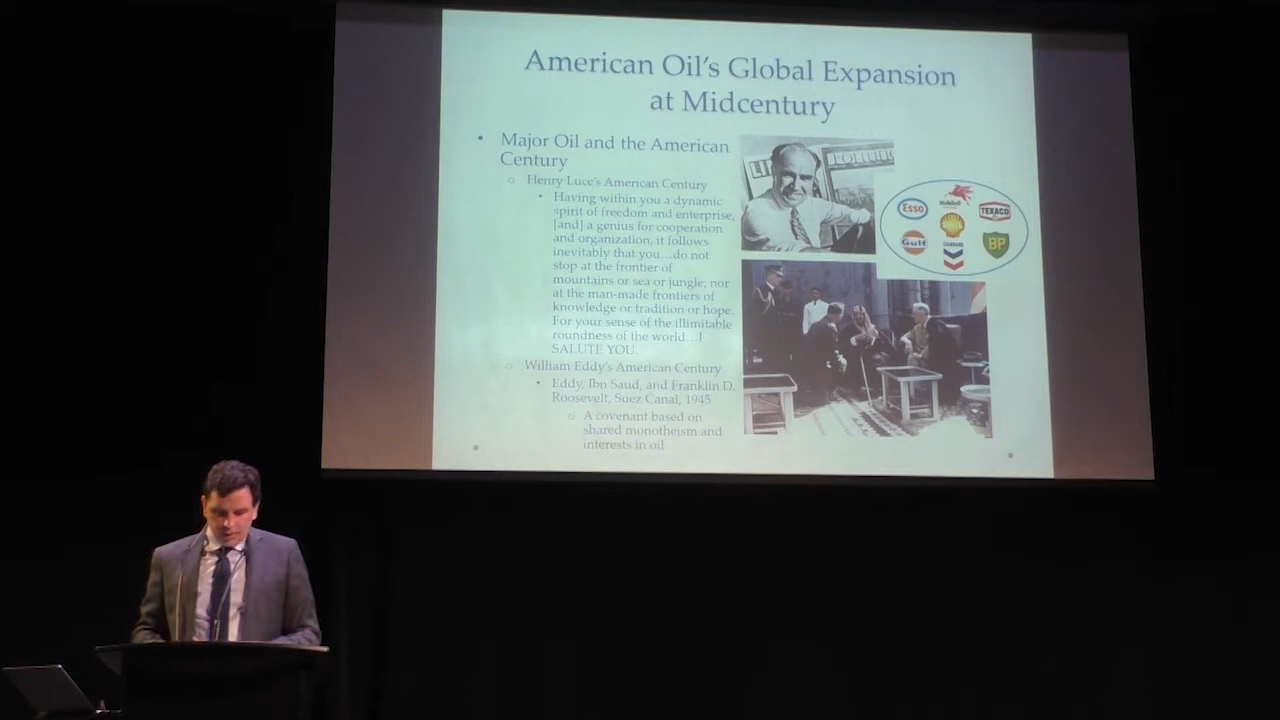 American Oil's Global Expansion
at Midcentury
• Major Oil and the American
Century
○ Henry Luce's American Century
• Having within you a dynamic
spirit of freedom and enterprise,
[and] a genius for cooperation
and organization, it follows
inevitably that you…do not
stop at the frontier of
mountains or sea or jungle; nor
at the man-made frontiers of
knowledge or tradition or hope.
For your sense of the illimitable
roundness of the world…I
SALUTE YOU.
○ William Eddy's American Century
• Eddy, Ibn Saud, and Franklin D.
Roosevelt, Suez Canal, 1945
○ A covenant based on
shared monotheism and
interests in oil
Esso
Mobil
TEXACO
Gulf
STANDARD
BP